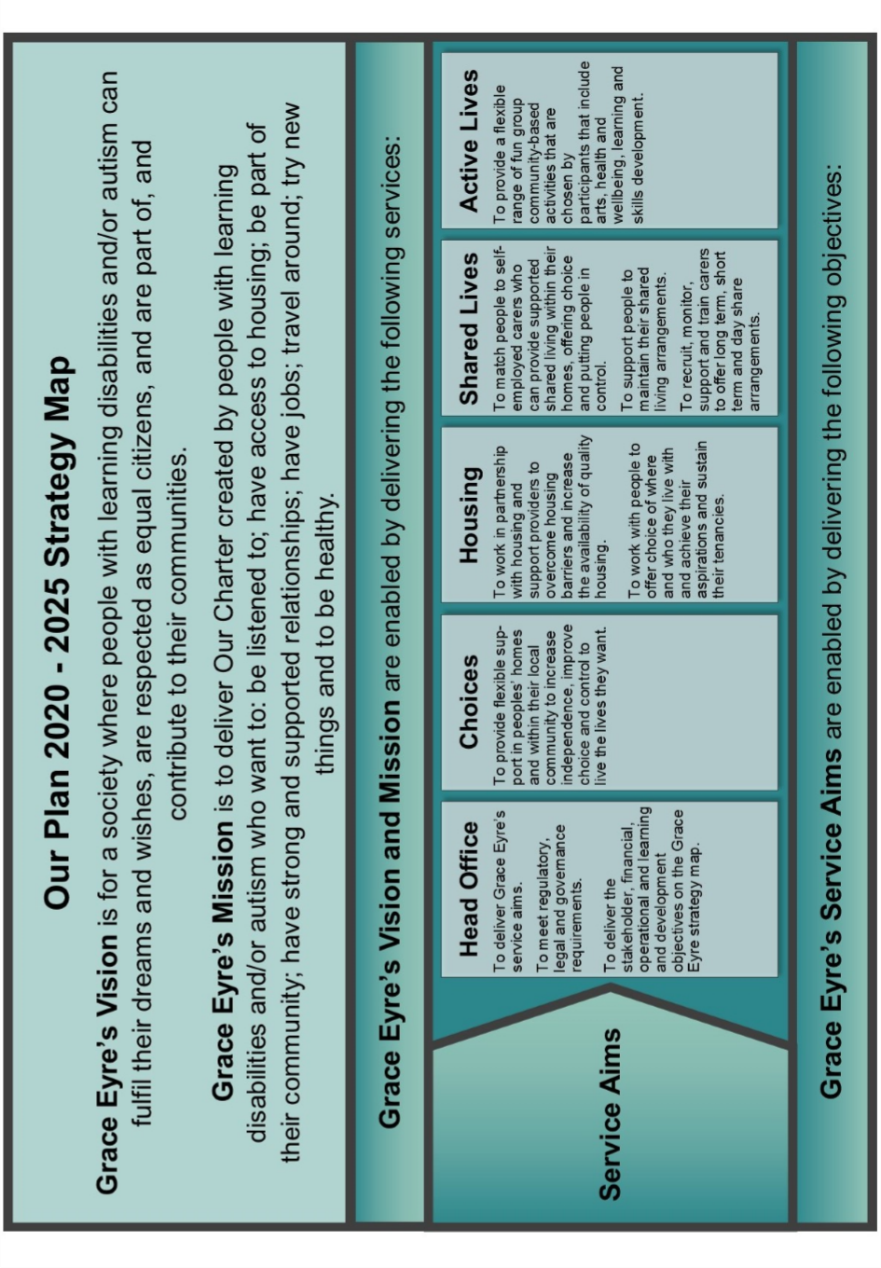 Our Plan 2020 - 2025 Strategy Map
Grace Eyre's Vision is for a society where people with learning disabilities and/or autism can
fulfil their dreams and wishes, are respected as equal citizens, and are part of, and
contribute to their communities.
Grace Eyre's Mission is to deliver Our Charter created by people with learning
disabilities and/or autism who want to: be listened to; have access to housing; be part of
their community; have strong and supported relationships; have jobs; travel around; try new
things and to be healthy.
Grace Eyre's Vision and Mission are enabled by delivering the following services:
Service Aims
Head Office
To deliver Grace Eyre's
service aims.
To meet regulatory,
legal and governance
requirements.
To deliver the
stakeholder, financial,
operational and learning
and development
objectives on the Grace
Eyre strategy map.
Choices
To provide flexible sup-
port in peoples' homes
and within their local
community to increase
independence, improve
choice and control to
live the lives they want.
Housing
To work in partnership
with housing and
support providers to
overcome housing
barriers and increase
the availability of quality
housing.
To work with people to
offer choice of where
and who they live with
and achieve their
aspirations and sustain
their tenancies.
Shared Lives
To match people to self-
employed carers who
can provide supported
shared living within their
homes, offering choice
and putting people in
control.
To support people to
maintain their shared
living arrangements.
To recruit, monitor,
support and train carers
to offer long term, short
term and day share
arrangements.
Active Lives
To provide a flexible
range of fun group
community-based
activities that are
chosen by
participants that include
arts, health and
wellbeing, learning and
skills development.
Grace Eyre's Service Aims are enabled by delivering the following objectives: